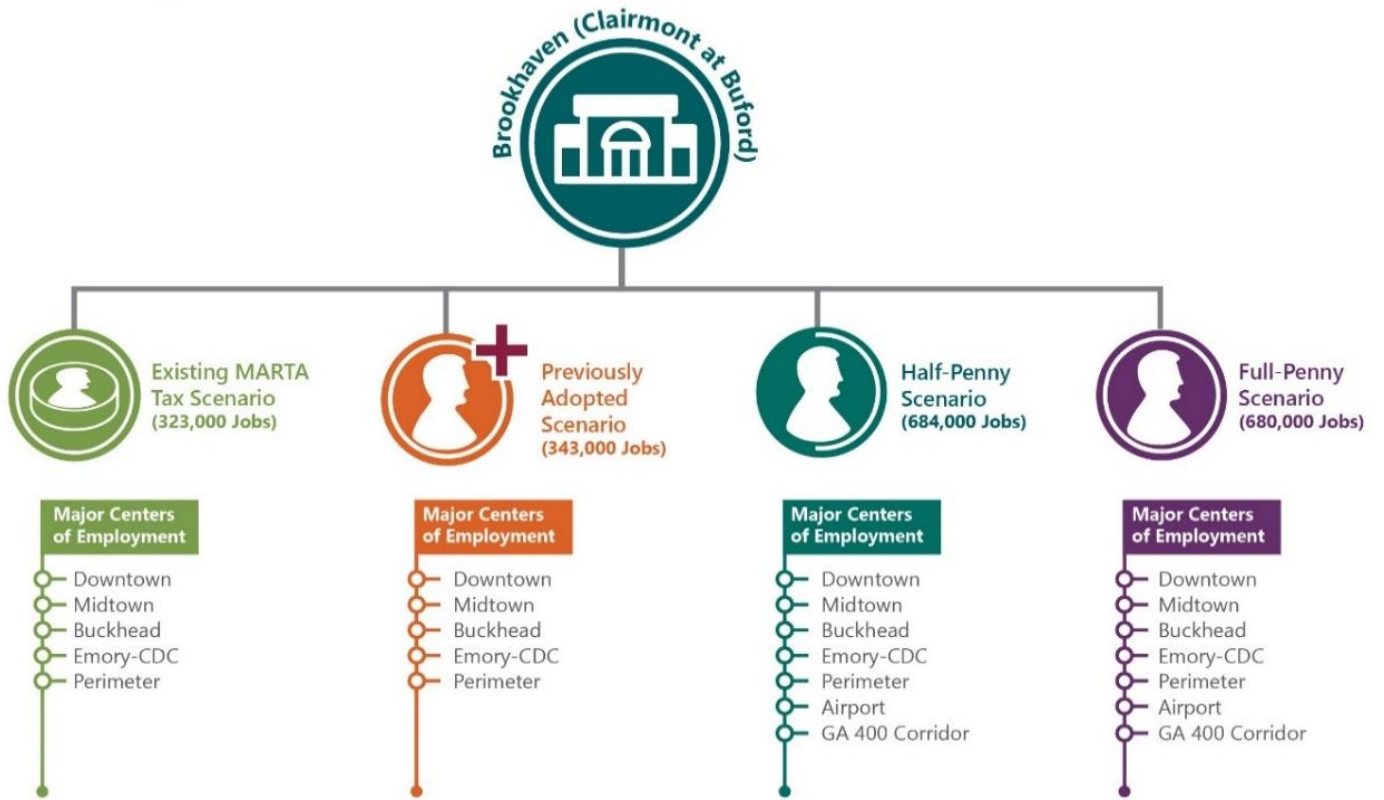 Brookhaven (Clairmont at Buford)
Existing MARTA
Tax Scenario
(323,000 Jobs)
Major Centers
of Employment
Downtown
Midtown
Buckhead
Emory-CDC
Perimeter
Previously
Adopted
Scenario
(343,000 Jobs)
Major Centers
of Employment
Downtown
Midtown
Buckhead
Emory-CDC
Perimeter
Half-Penny
Scenario
(684,000 Jobs)
Major Centers
of Employment
Downtown
Midtown
Buckhead
Emory-CDC
Perimeter
Airport
GA 400 Corridor
Full-Penny
Scenario
(680,000 Jobs)
Major Centers
of Employment
Downtown
Midtown
Buckhead
Emory-CDC
Perimeter
Airport
GA 400 Corridor